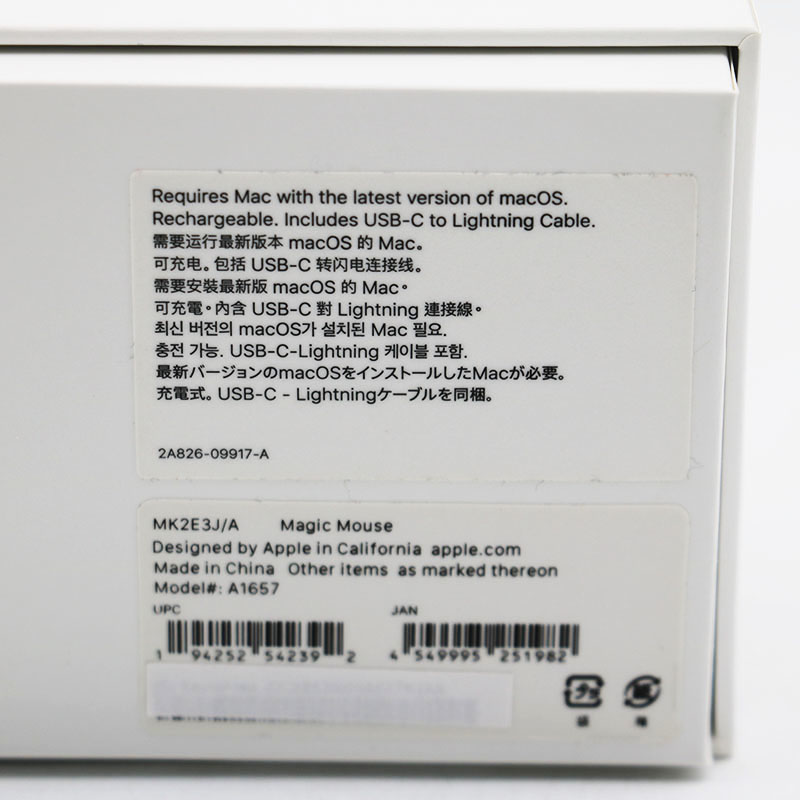 Requires Mac with the latest version of macOS.
Rechargeable. Includes USB-C to Lightning Cable.
需要运行最新版本 macOS 的 Mac。
可充电。包括 USB-C 转闪电连接线。
需要安裝最新版 macOS 的 Mac。
可充電。內含 USB-C 對 Lightning 連接線。
최신 버전의 macOS가 설치된 Mac 필요.
충전 가능. USB-C-Lightning 케이블 포함.
最新バージョンのmacOSをインストールしたMacが必要。
充電式。USB-C - Lightningケーブルを同梱。
2A826-09917-A
MK2E3J/A Magic Mouse
Designed by Apple in California apple.com
Made in China Other items as marked thereon
Model#: A1657
UPC JAN
1 94252 54239 2 4 549995 251982